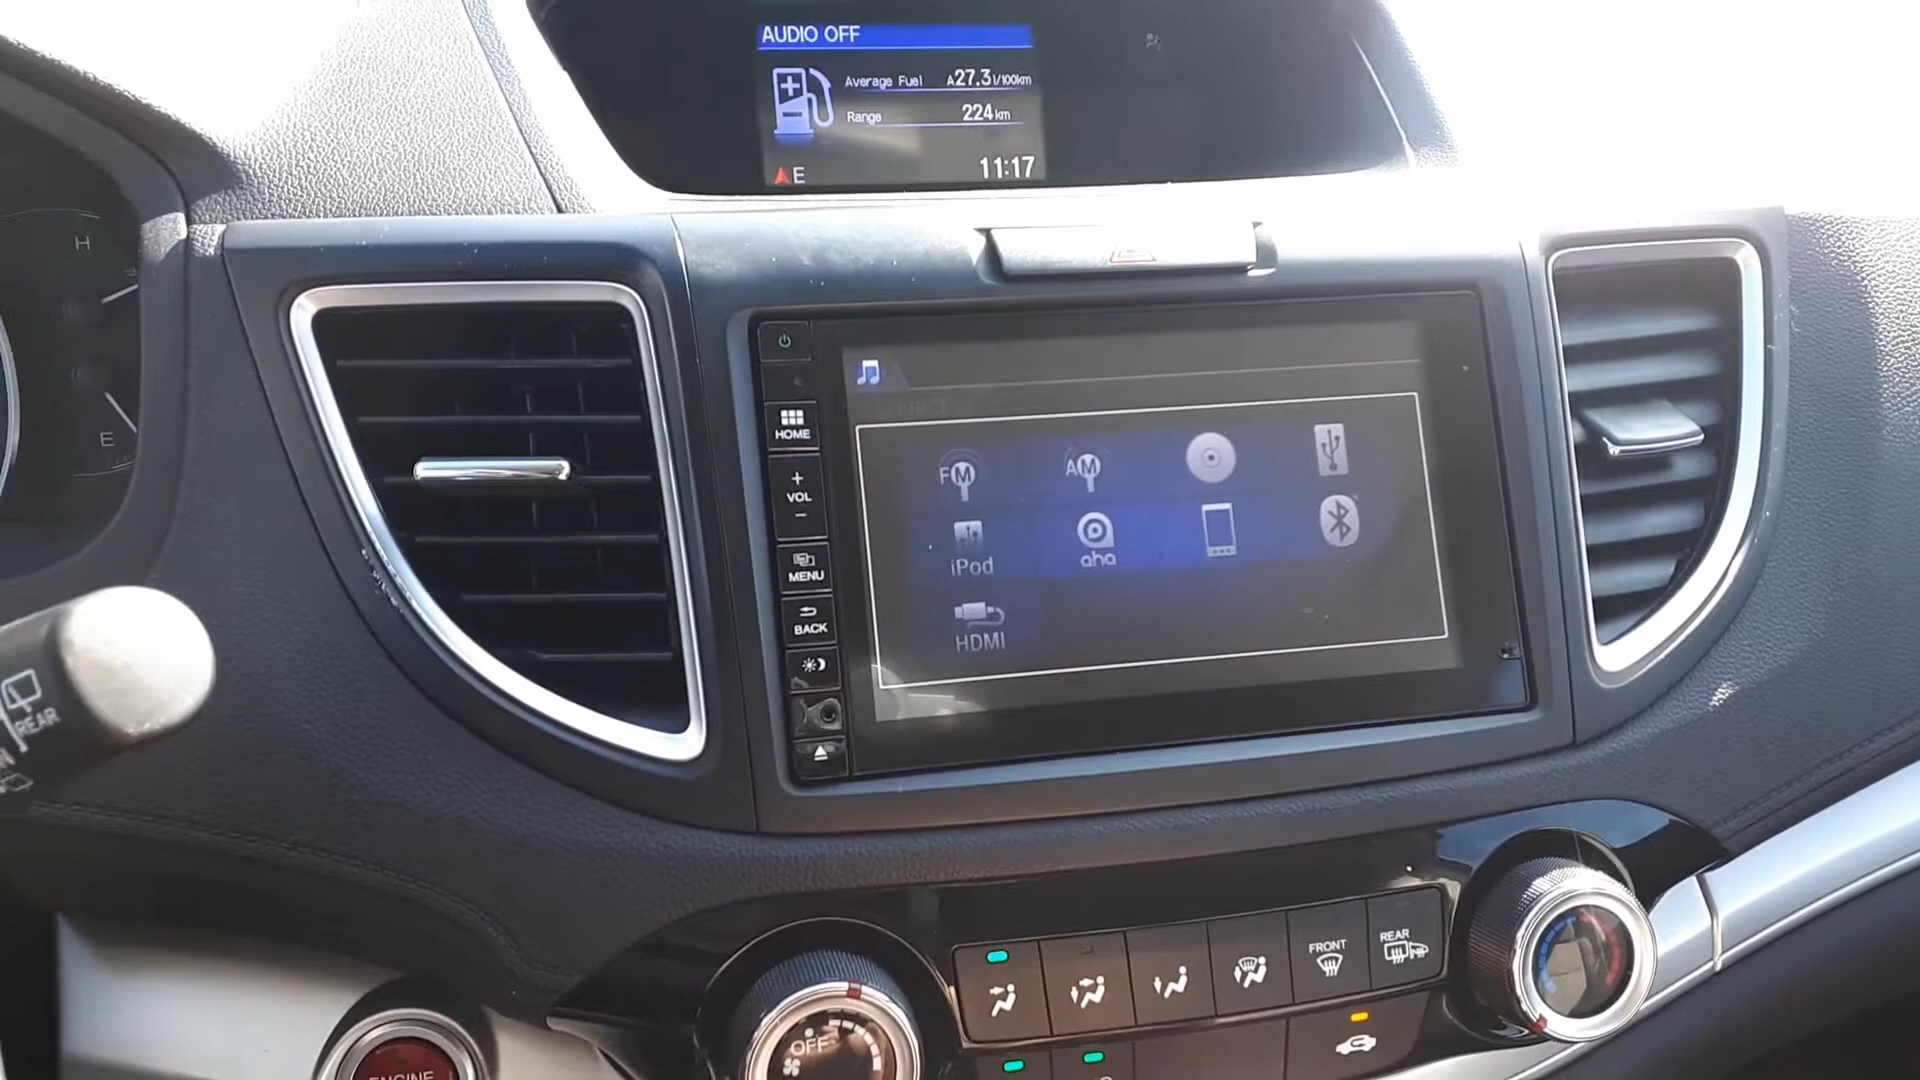 AUDIO OFF
Average Fuel A27.3 l/100km
Range 224 km
E 11:17
H
E
HOME
+
VOL
−
MENU
BACK
FM AM
iPod aha
HDMI
REAR
OFF
FRONT
REAR
ENGINE